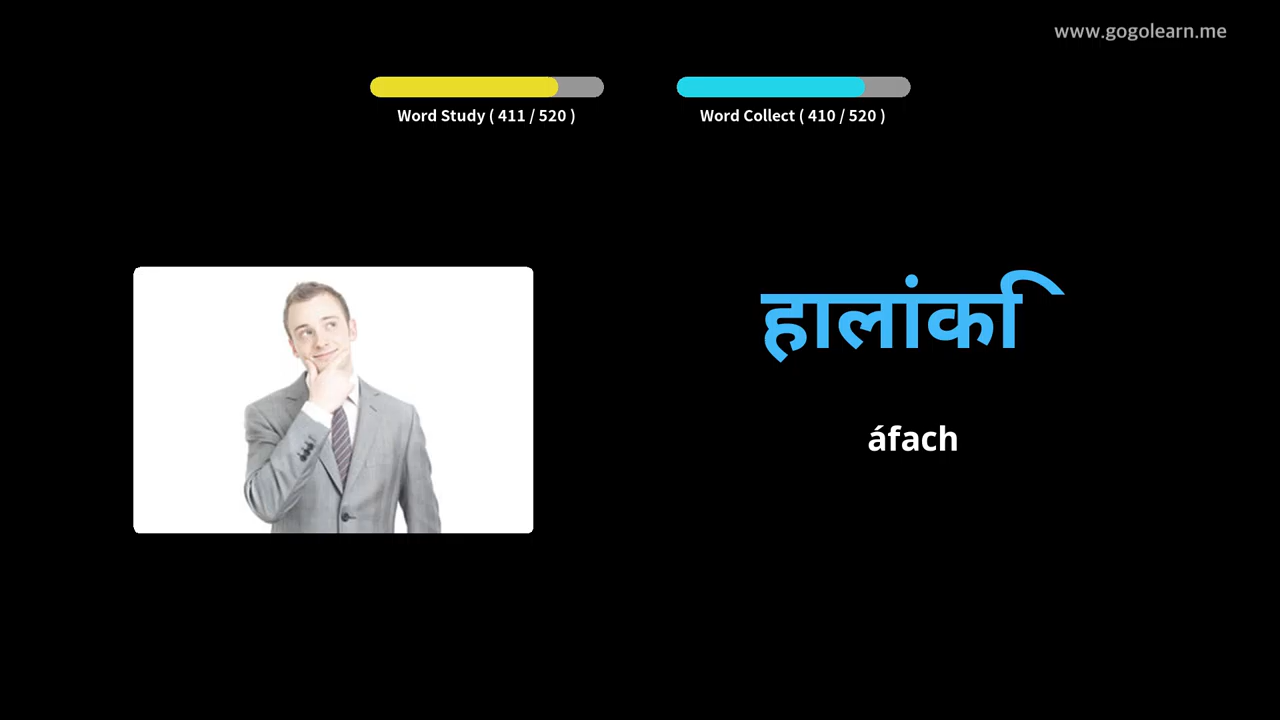 www.gogolearn.me
Word Study ( 411 / 520 )
Word Collect ( 410 / 520 )
हालांकि
áfach